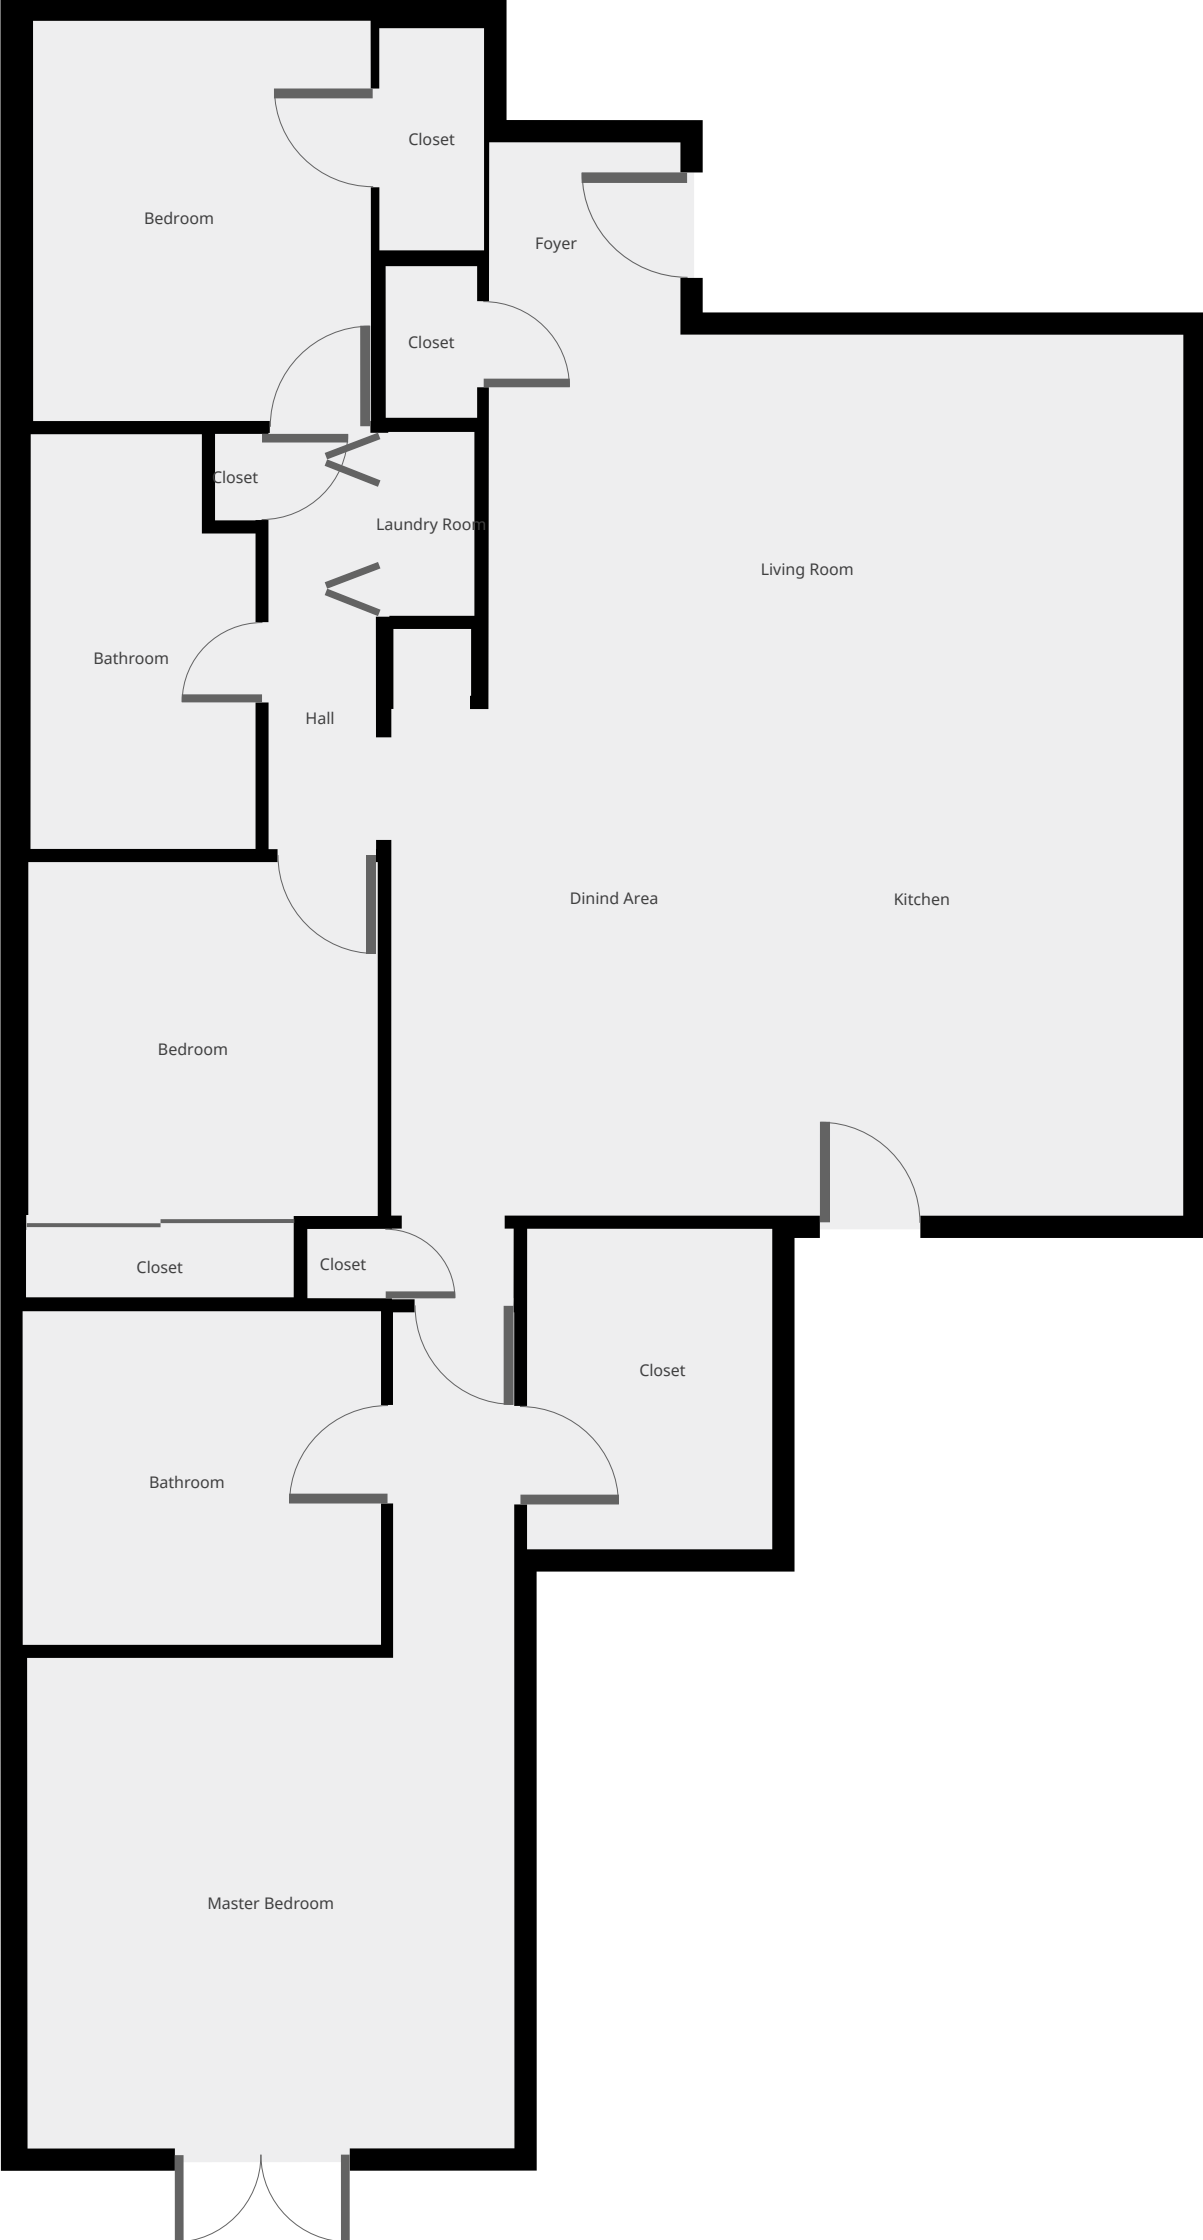 Closet
Bedroom
Foyer
Closet
Closet
Laundry Room
Living Room
Bathroom
Hall
Dinind Area
Kitchen
Bedroom
Closet
Closet
Closet
Bathroom
Master Bedroom